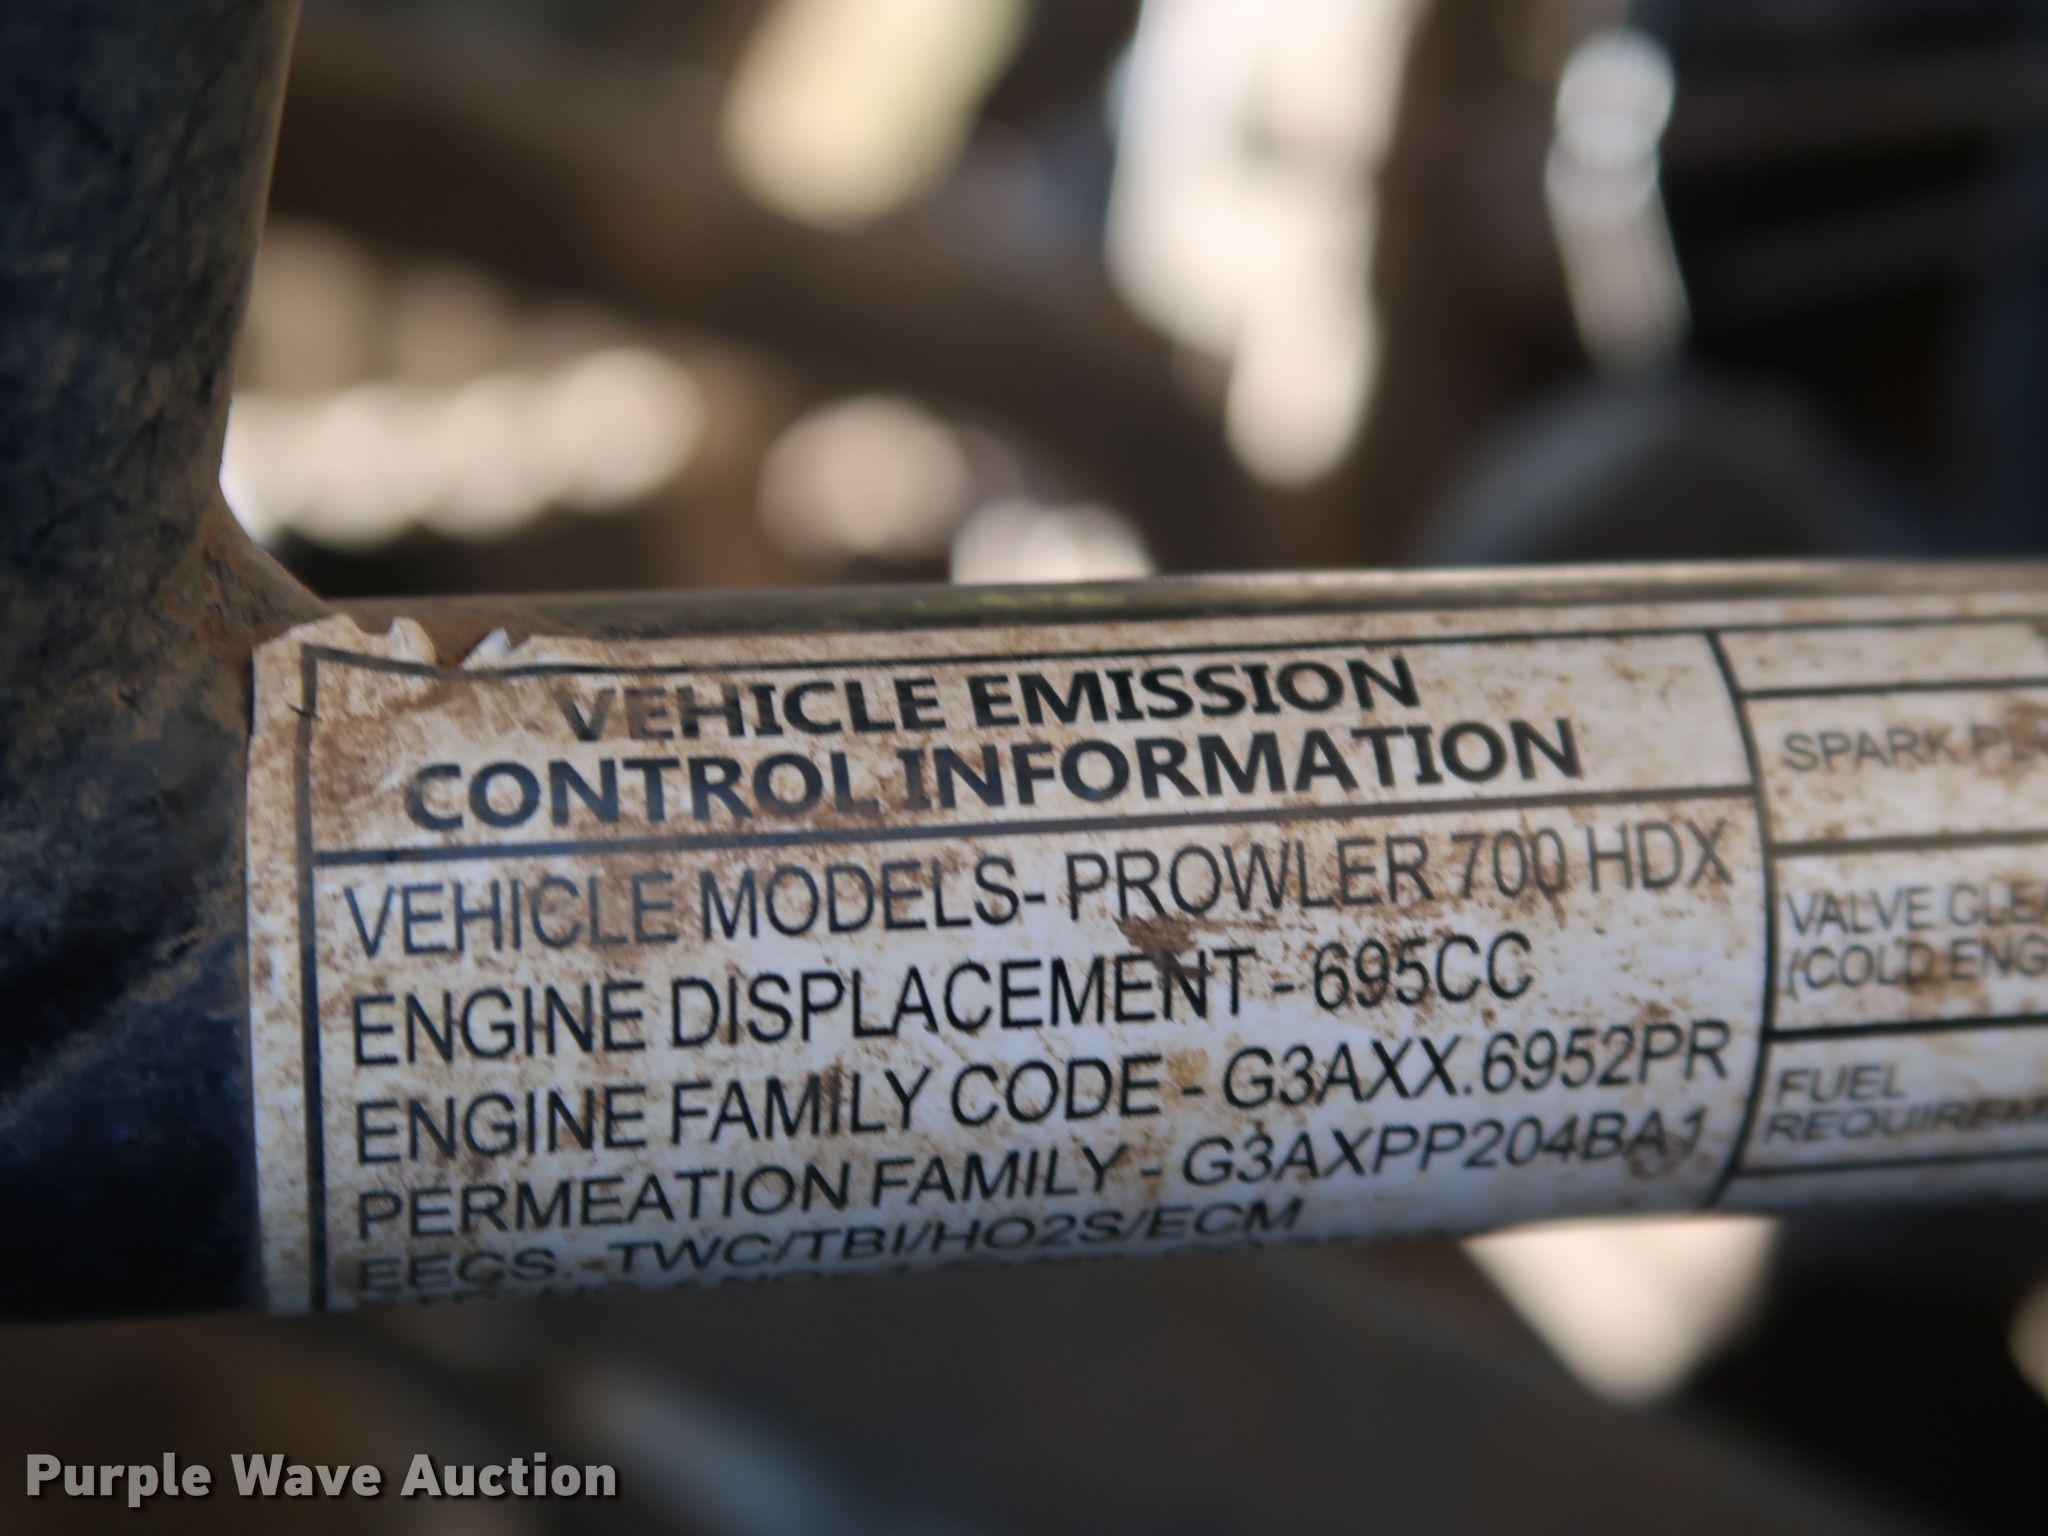 VEHICLE EMISSION
CONTROL INFORMATION
VEHICLE MODELS- PROWLER 700 HDX
ENGINE DISPLACEMENT - 695CC
ENGINE FAMILY CODE - G3AXX.6952PR
PERMEATION FAMILY - G3AXPP204BA1
EECS.-TWC/TBI/HO2S/ECM
SPARK
VALVE
(COLD
FUEL
Purple Wave Auction